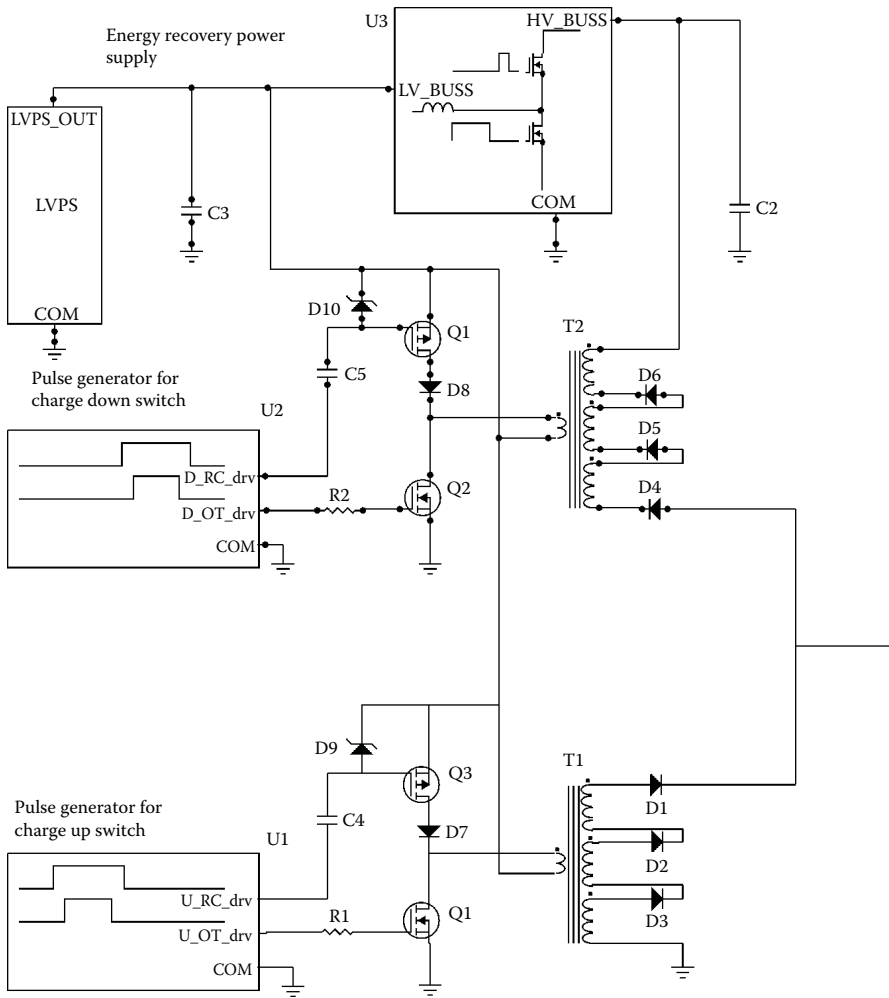 Energy recovery power
supply
U3
HV_BUSS
LV_BUSS
COM
LVPS_OUT
LVPS
COM
C3
C2
D10
Q1
T2
C5
D8
D6
D5
D4
Pulse generator for
charge down switch
U2
D_RC_drv
R2
Q2
D_OT_drv
COM
D9
Q3
T1
C4
D7
D1
D2
D3
Pulse generator for
charge up switch
U1
U_RC_drv
R1
Q1
U_OT_drv
COM